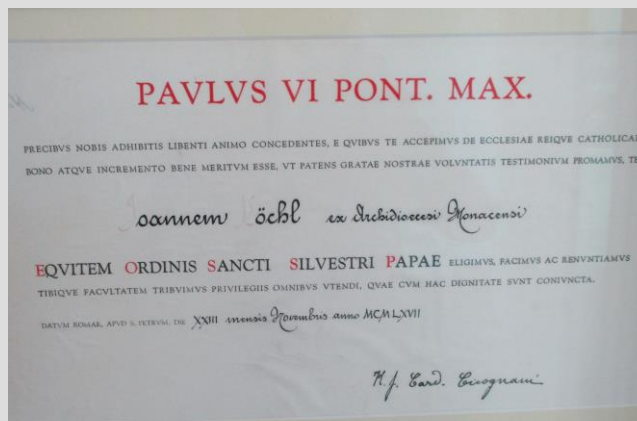 PAVLVS VI PONT. MAX.
PRECIBVS NOBIS ADHIBITIS LIBENTI ANIMO CONCEDENTES, E QVIBVS TE ACCEPIMVS DE ECCLESIAE REIQVE CATHOLICAE
BONO ATQVE INCREMENTO BENE MERITVM ESSE, VT PATENS GRATAE NOSTRAE VOLVNTATIS TESTIMONIVM PROMAMVS, TE
Joannem öchl ex Archidioecesi Monacensi
EQVITEM ORDINIS SANCTI SILVESTRI PAPAE ELIGIMVS, FACIMVS AC RENVNTIAMVS
TIBIQVE FACVLTATEM TRIBVIMVS PRIVILEGIIS OMNIBVS VTENDI, QVAE CVM HAC DIGNITATE SVNT CONIVNCTA.
DATVM ROMAE, APVD S. PETRVM, DIE XXIII mensis Novembris anno MCMLXVII
H. J. Card. Cicognani